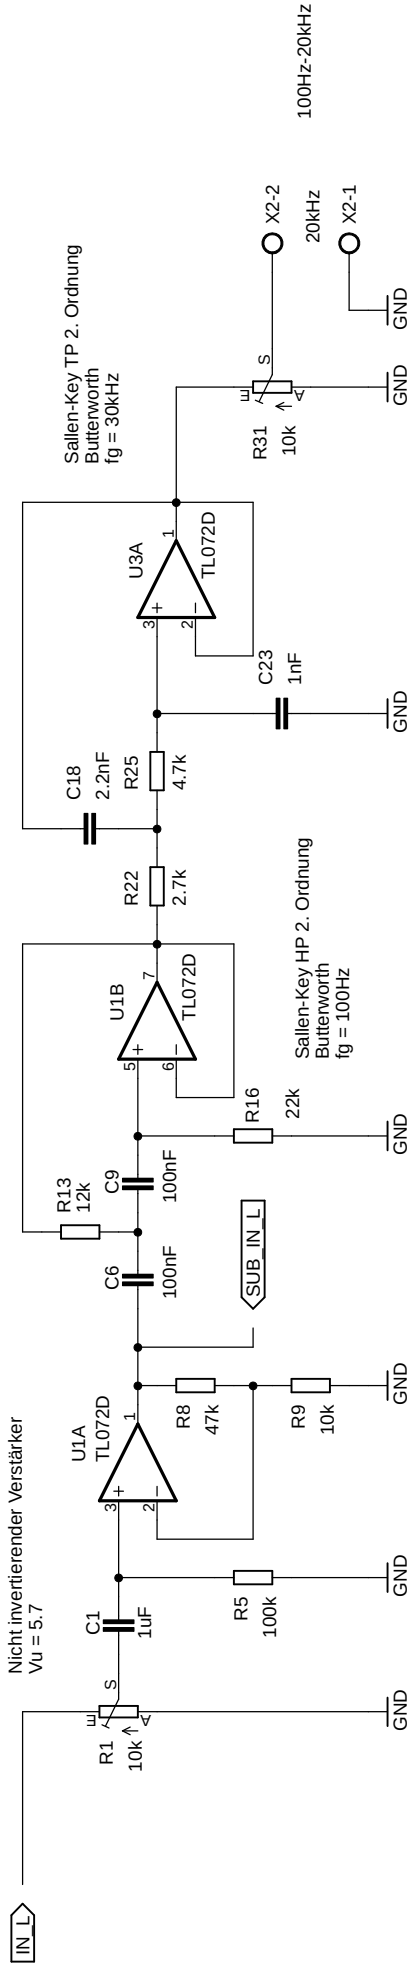 IN_L
R1
10k
E
S
A
Nicht invertierender Verstärker
Vu = 5.7
C1
1uF
R5
100k
GND
GND
U1A
TL072D
3
2
1
+
−
R8
47k
R9
10k
GND
SUB_IN_L
C6
100nF
R13
12k
C9
100nF
R16
22k
GND
U1B
TL072D
5
6
7
+
−
Sallen-Key HP 2. Ordnung
Butterworth
fg = 100Hz
R22
2.7k
C18
2.2nF
R25
4.7k
C23
1nF
GND
U3A
TL072D
3
2
1
+
−
Sallen-Key TP 2. Ordnung
Butterworth
fg = 30kHz
R31
10k
E
S
A
GND
GND
X2-2
20kHz
X2-1
100Hz-20kHz